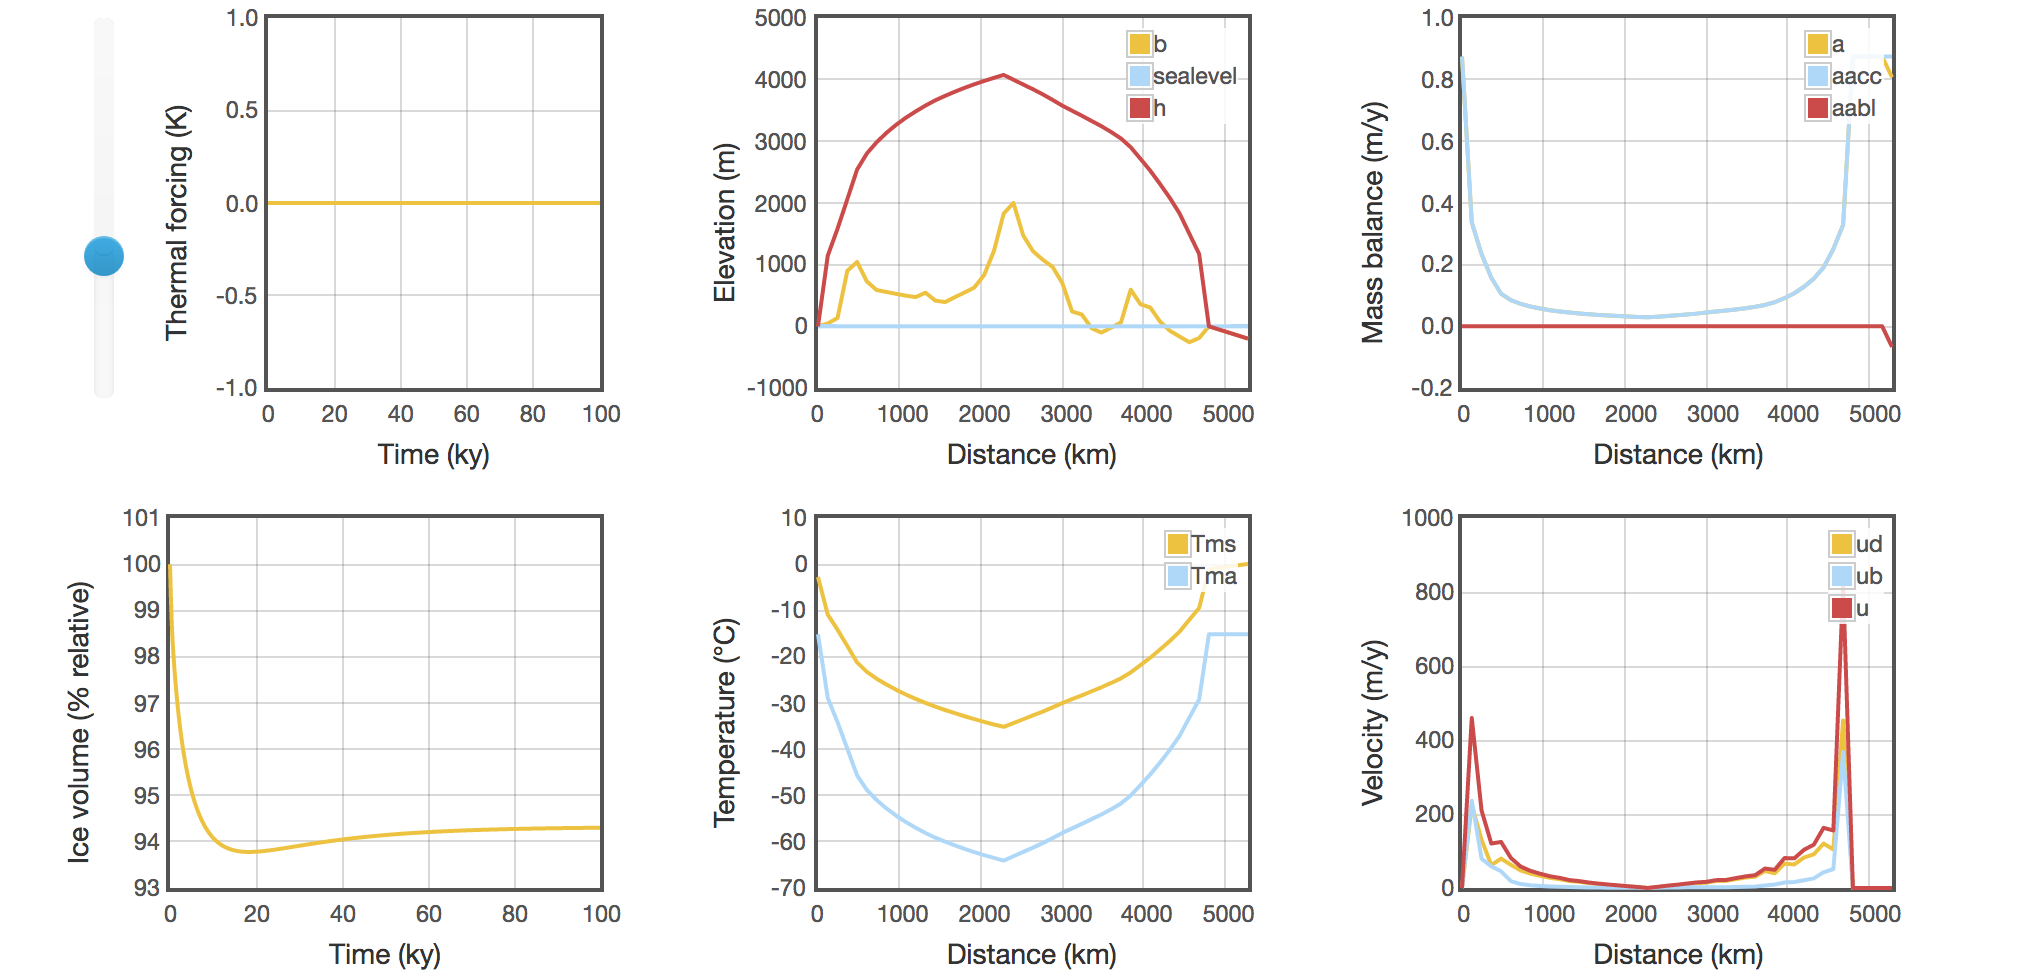 Thermal forcing (K)
1.0
0.5
0.0
-0.5
-1.0
0 20 40 60 80 100
Time (ky)
Elevation (m)
5000
4000
3000
2000
1000
0
-1000
b
sealevel
h
0 1000 2000 3000 4000 5000
Distance (km)
Mass balance (m/y)
1.0
0.8
0.6
0.4
0.2
0.0
-0.2
a
aacc
aabl
0 1000 2000 3000 4000 5000
Distance (km)
Ice volume (% relative)
101
100
99
98
97
96
95
94
93
0 20 40 60 80 100
Time (ky)
Temperature (°C)
10
0
-10
-20
-30
-40
-50
-60
-70
Tms
Tma
0 1000 2000 3000 4000 5000
Distance (km)
Velocity (m/y)
1000
800
600
400
200
0
ud
ub
u
0 1000 2000 3000 4000 5000
Distance (km)